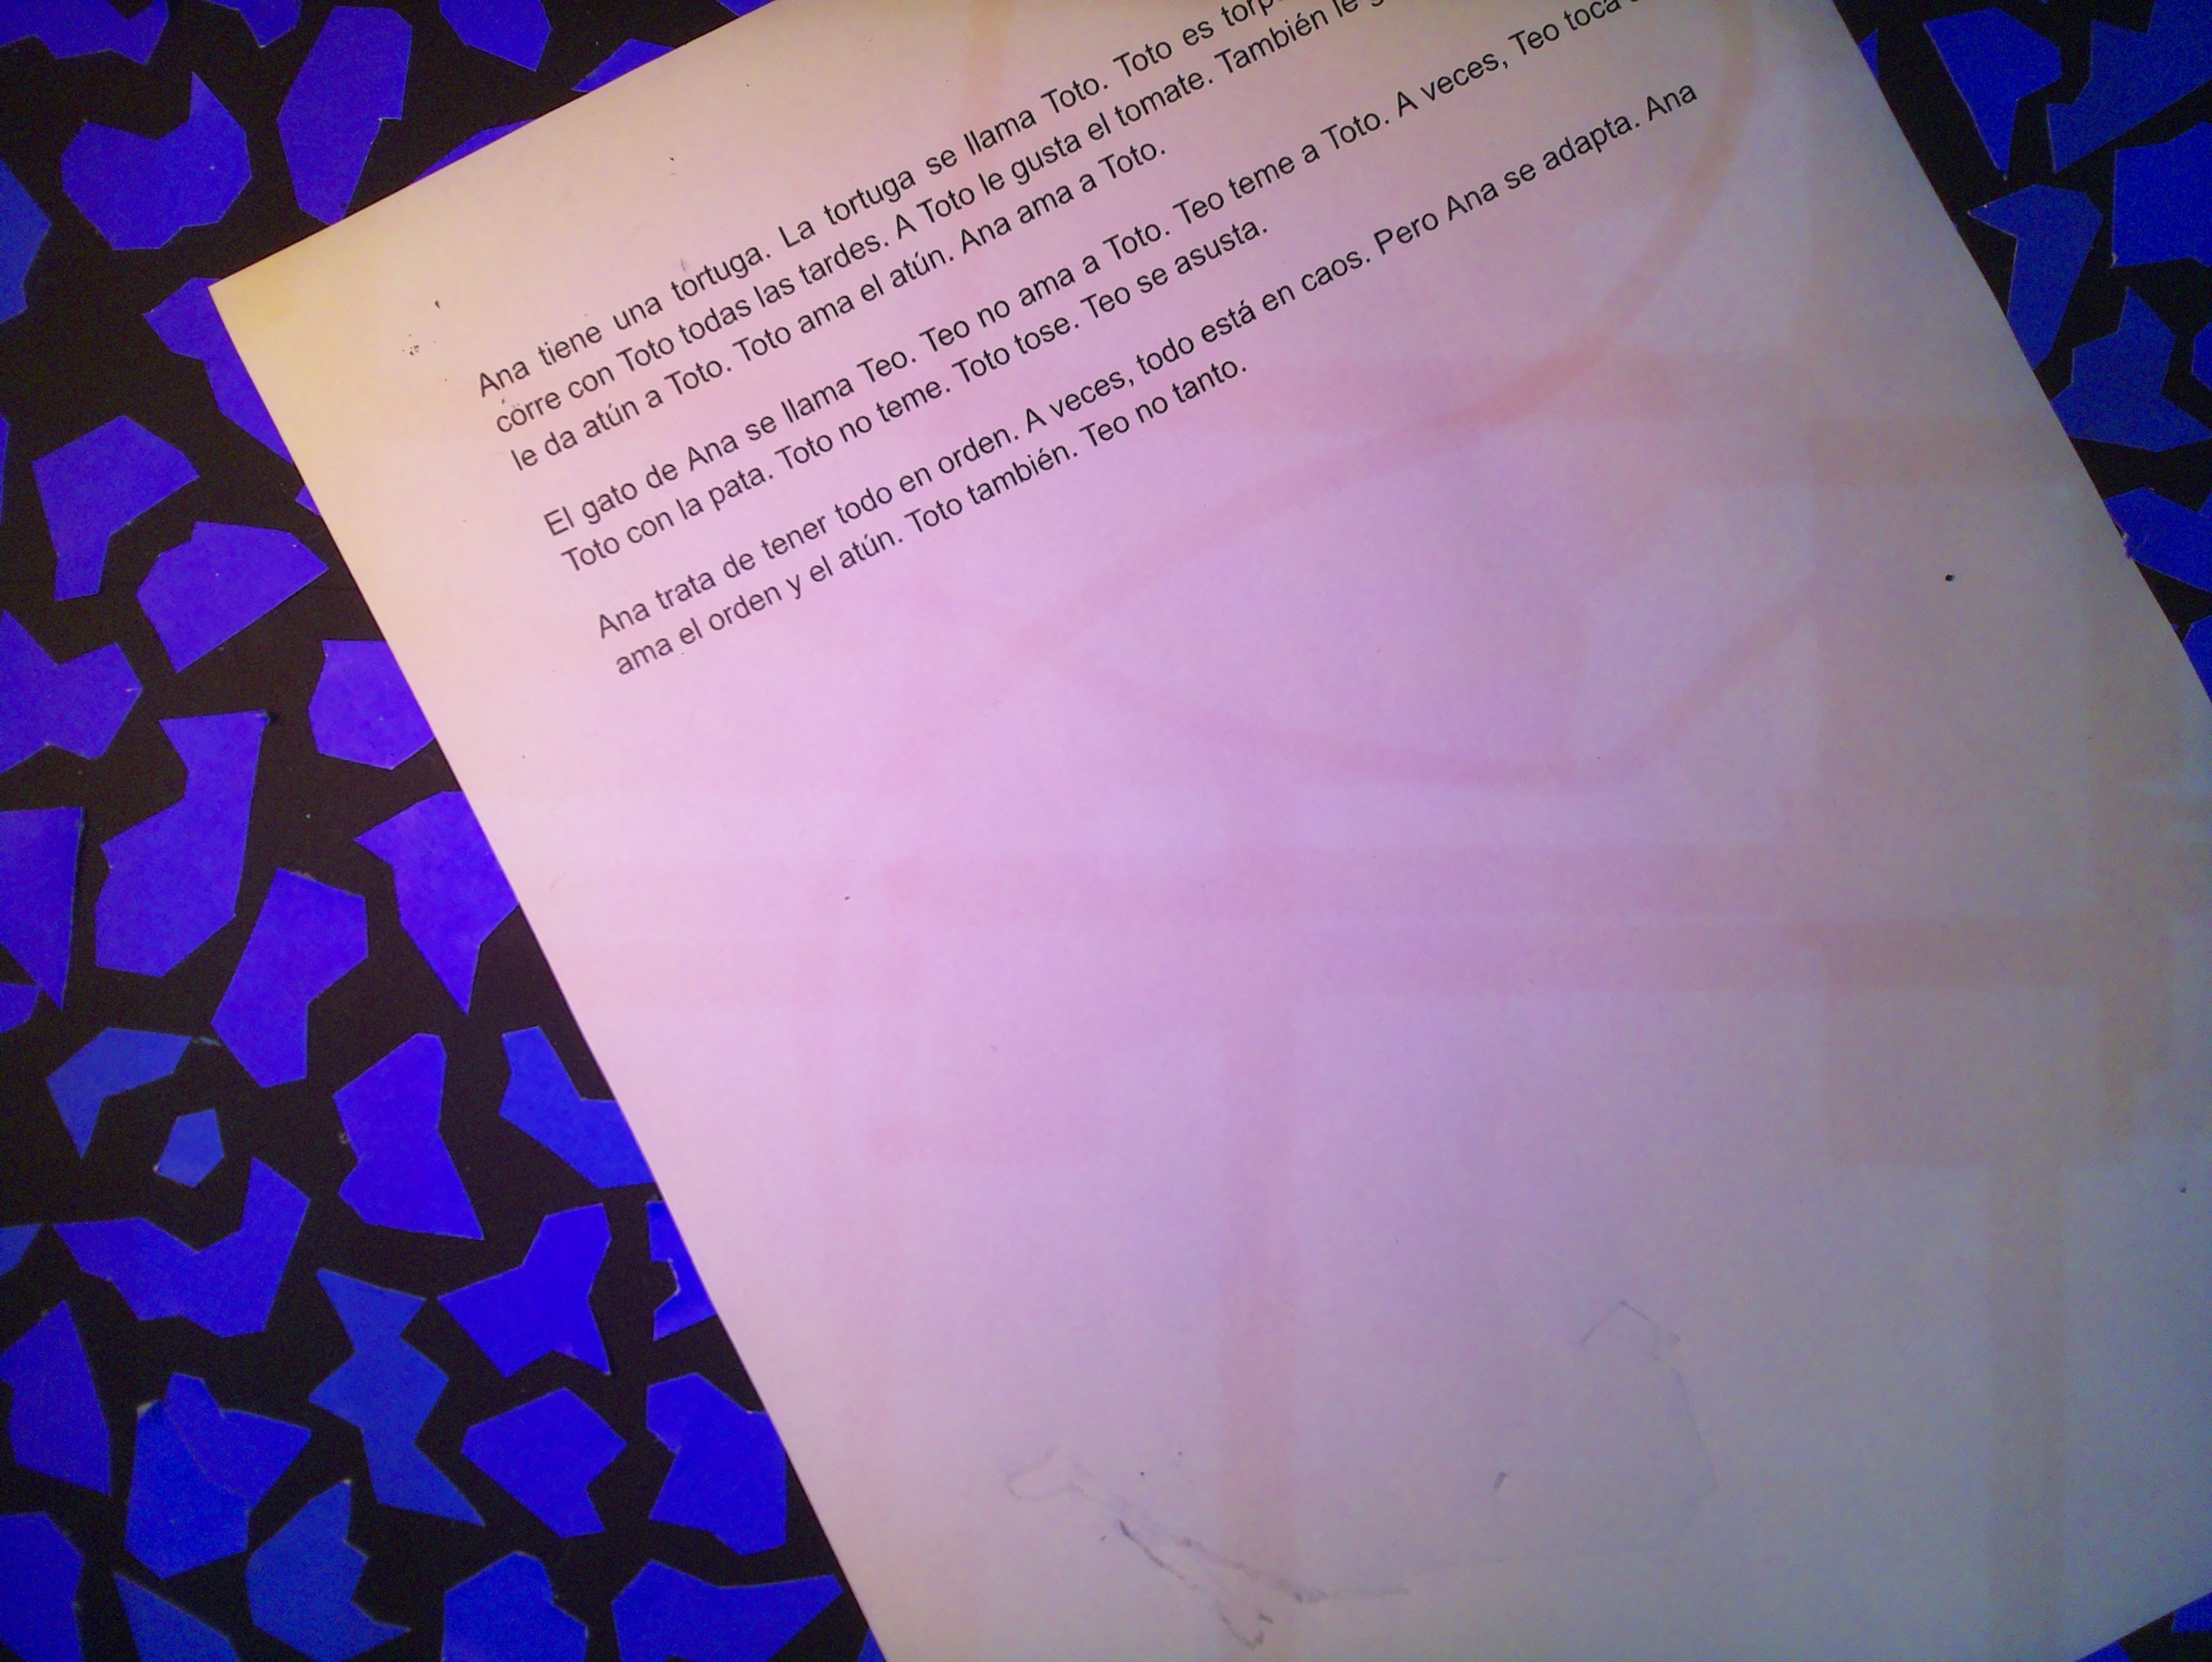 Ana tiene una tortuga. La tortuga se llama Toto. Toto es
corre con Toto todas las tardes. A Toto le gusta el tomate. También le
le da atún a Toto. Toto ama el atún. Ana ama a Toto.
El gato de Ana se llama Teo. Teo no ama a Toto. Teo teme a Toto. A veces, Teo toca
Toto con la pata. Toto no teme. Toto tose. Teo se asusta.
Ana trata de tener todo en orden. A veces, todo está en caos. Pero Ana se adapta. Ana
ama el orden y el atún. Toto también. Teo no tanto.